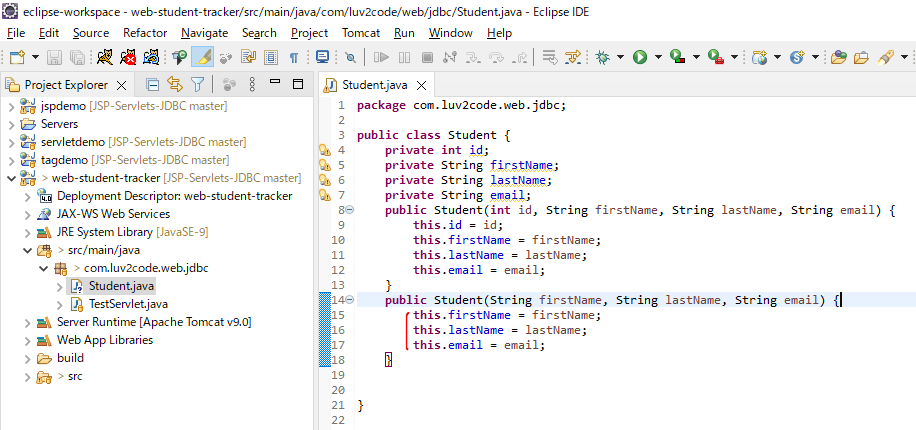 eclipse-workspace - web-student-tracker/src/main/java/com/luv2code/web/jdbc/Student.java - Eclipse IDE
File Edit Source Refactor Navigate Search Project Tomcat Run Window Help
Project Explorer
jspdemo [JSP-Servlets-JDBC master]
Servers
servletdemo [JSP-Servlets-JDBC master]
tagdemo [JSP-Servlets-JDBC master]
> web-student-tracker [JSP-Servlets-JDBC master]
Deployment Descriptor: web-student-tracker
JAX-WS Web Services
JRE System Library [JavaSE-9]
> src/main/java
> com.luv2code.web.jdbc
Student.java
TestServlet.java
Server Runtime [Apache Tomcat v9.0]
Web App Libraries
build
> src
Student.java
1 package com.luv2code.web.jdbc;
2
3 public class Student {
4 private int id;
5 private String firstName;
6 private String lastName;
7 private String email;
8 public Student(int id, String firstName, String lastName, String email) {
9 this.id = id;
10 this.firstName = firstName;
11 this.lastName = lastName;
12 this.email = email;
13 }
14 public Student(String firstName, String lastName, String email) {
15 this.firstName = firstName;
16 this.lastName = lastName;
17 this.email = email;
18 }
19
20
21 }
22